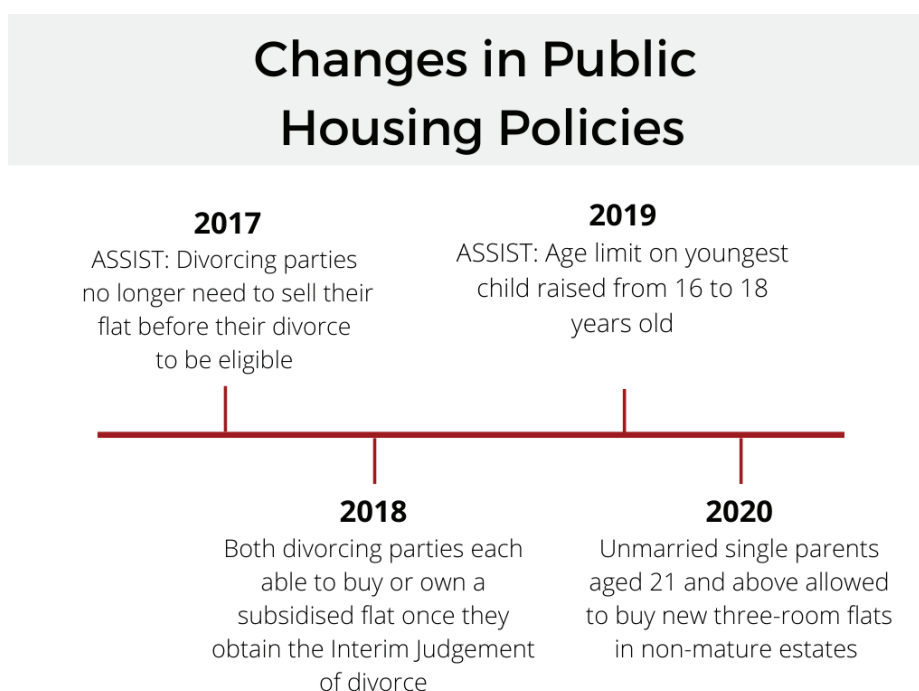 Changes in Public
Housing Policies
2017
ASSIST: Divorcing parties
no longer need to sell their
flat before their divorce
to be eligible
2019
ASSIST: Age limit on youngest
child raised from 16 to 18
years old
2018
Both divorcing parties each
able to buy or own a
subsidised flat once they
obtain the Interim Judgement
of divorce
2020
Unmarried single parents
aged 21 and above allowed
to buy new three-room flats
in non-mature estates